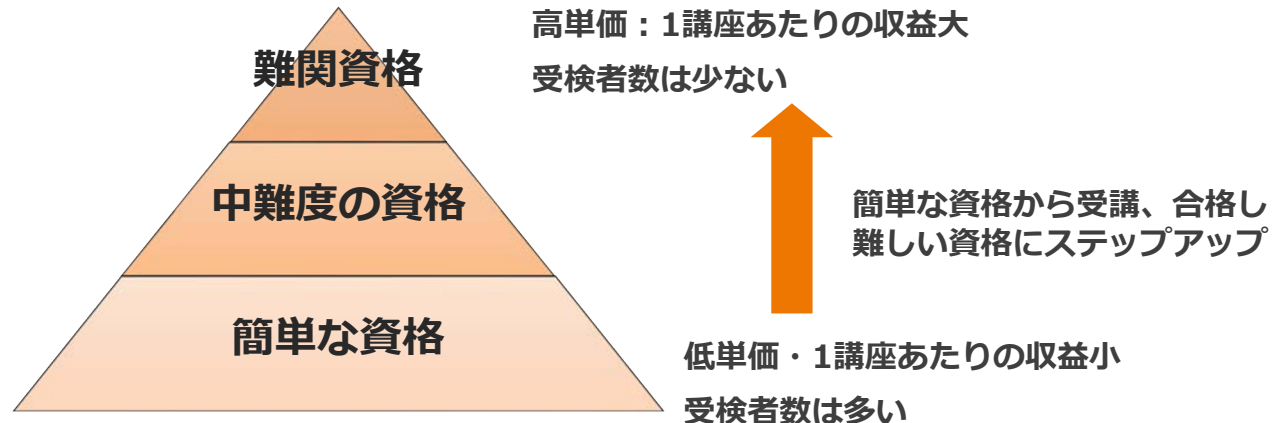 高単価：1講座あたりの収益大
受検者数は少ない
難関資格
中難度の資格
簡単な資格から受講、合格し
難しい資格にステップアップ
簡単な資格
低単価・1講座あたりの収益小
受検者数は多い